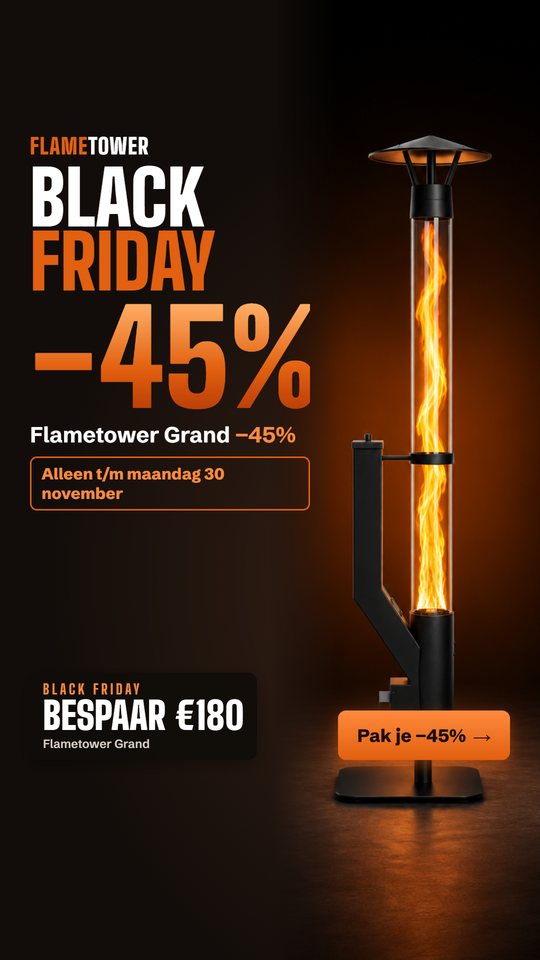 FLAMETOWER
BLACK
FRIDAY
−45%
Flametower Grand −45%
Alleen t/m maandag 30
november
BLACK FRIDAY
BESPAAR €180
Flametower Grand
Pak je −45% →